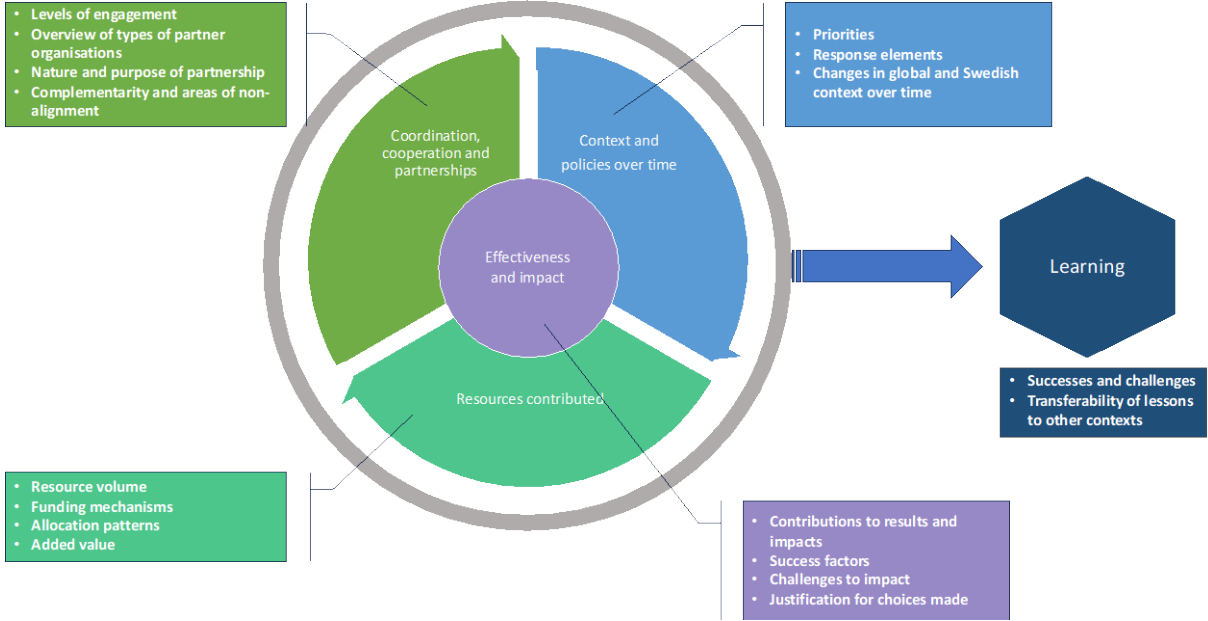 • Levels of engagement
• Overview of types of partner
organisations
• Nature and purpose of partnership
• Complementarity and areas of non-
alignment
• Priorities
• Response elements
• Changes in global and Swedish
context over time
Coordination,
cooperation and
partnerships
Context and
policies over time
Effectiveness
and impact
Learning
Resources contributed
• Successes and challenges
• Transferability of lessons
to other contexts
• Resource volume
• Funding mechanisms
• Allocation patterns
• Added value
• Contributions to results and
impacts
• Success factors
• Challenges to impact
• Justification for choices made